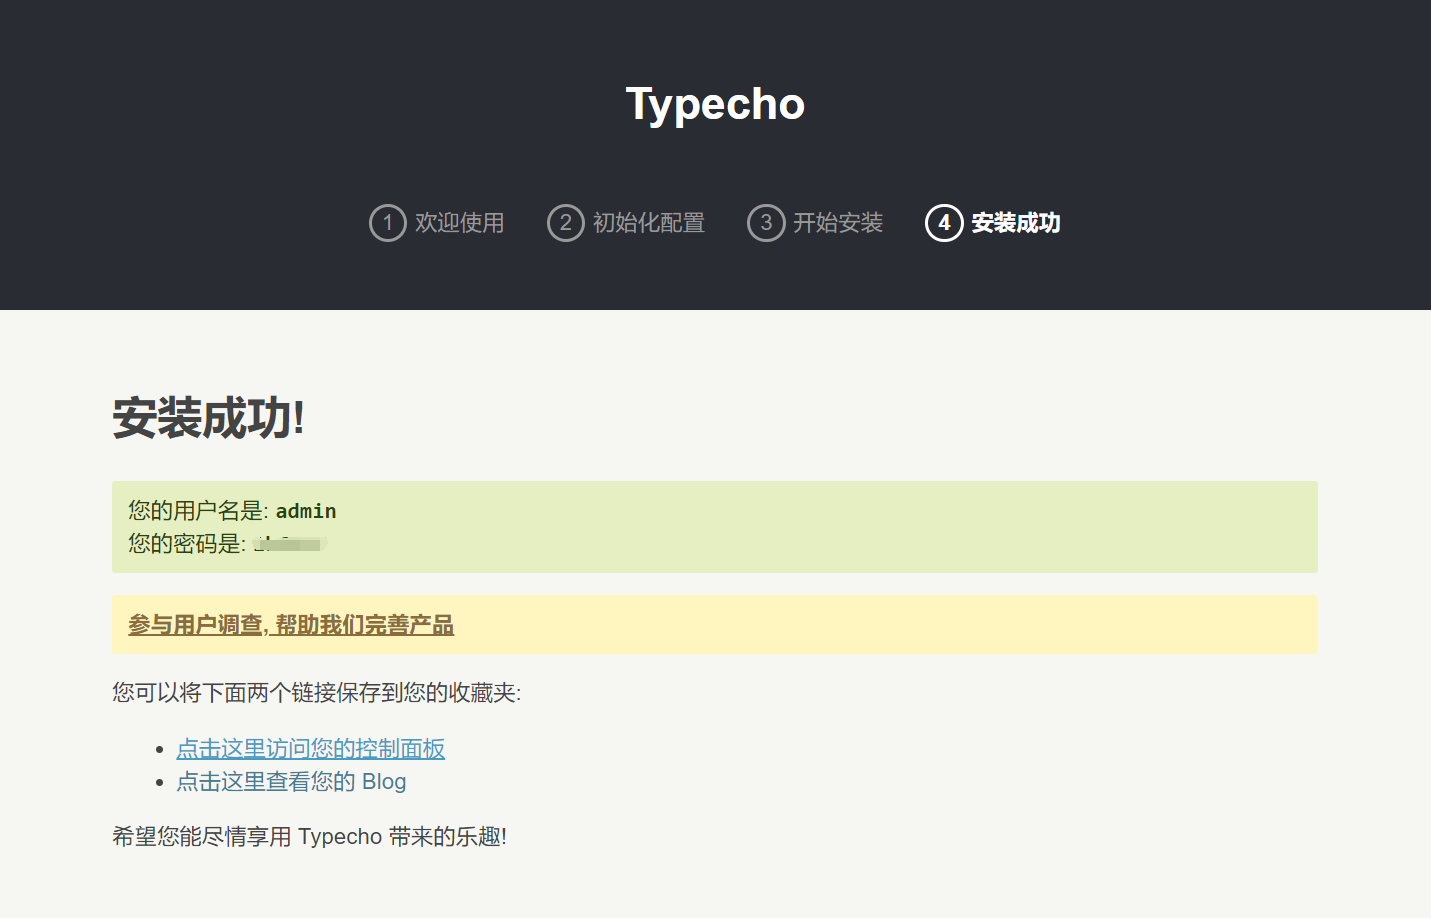 Typecho
1 欢迎使用 2 初始化配置 3 开始安装 4 安装成功
安装成功!
您的用户名是: admin
您的密码是:
参与用户调查, 帮助我们完善产品
您可以将下面两个链接保存到您的收藏夹:
点击这里访问您的控制面板
点击这里查看您的 Blog
希望您能尽情享用 Typecho 带来的乐趣!